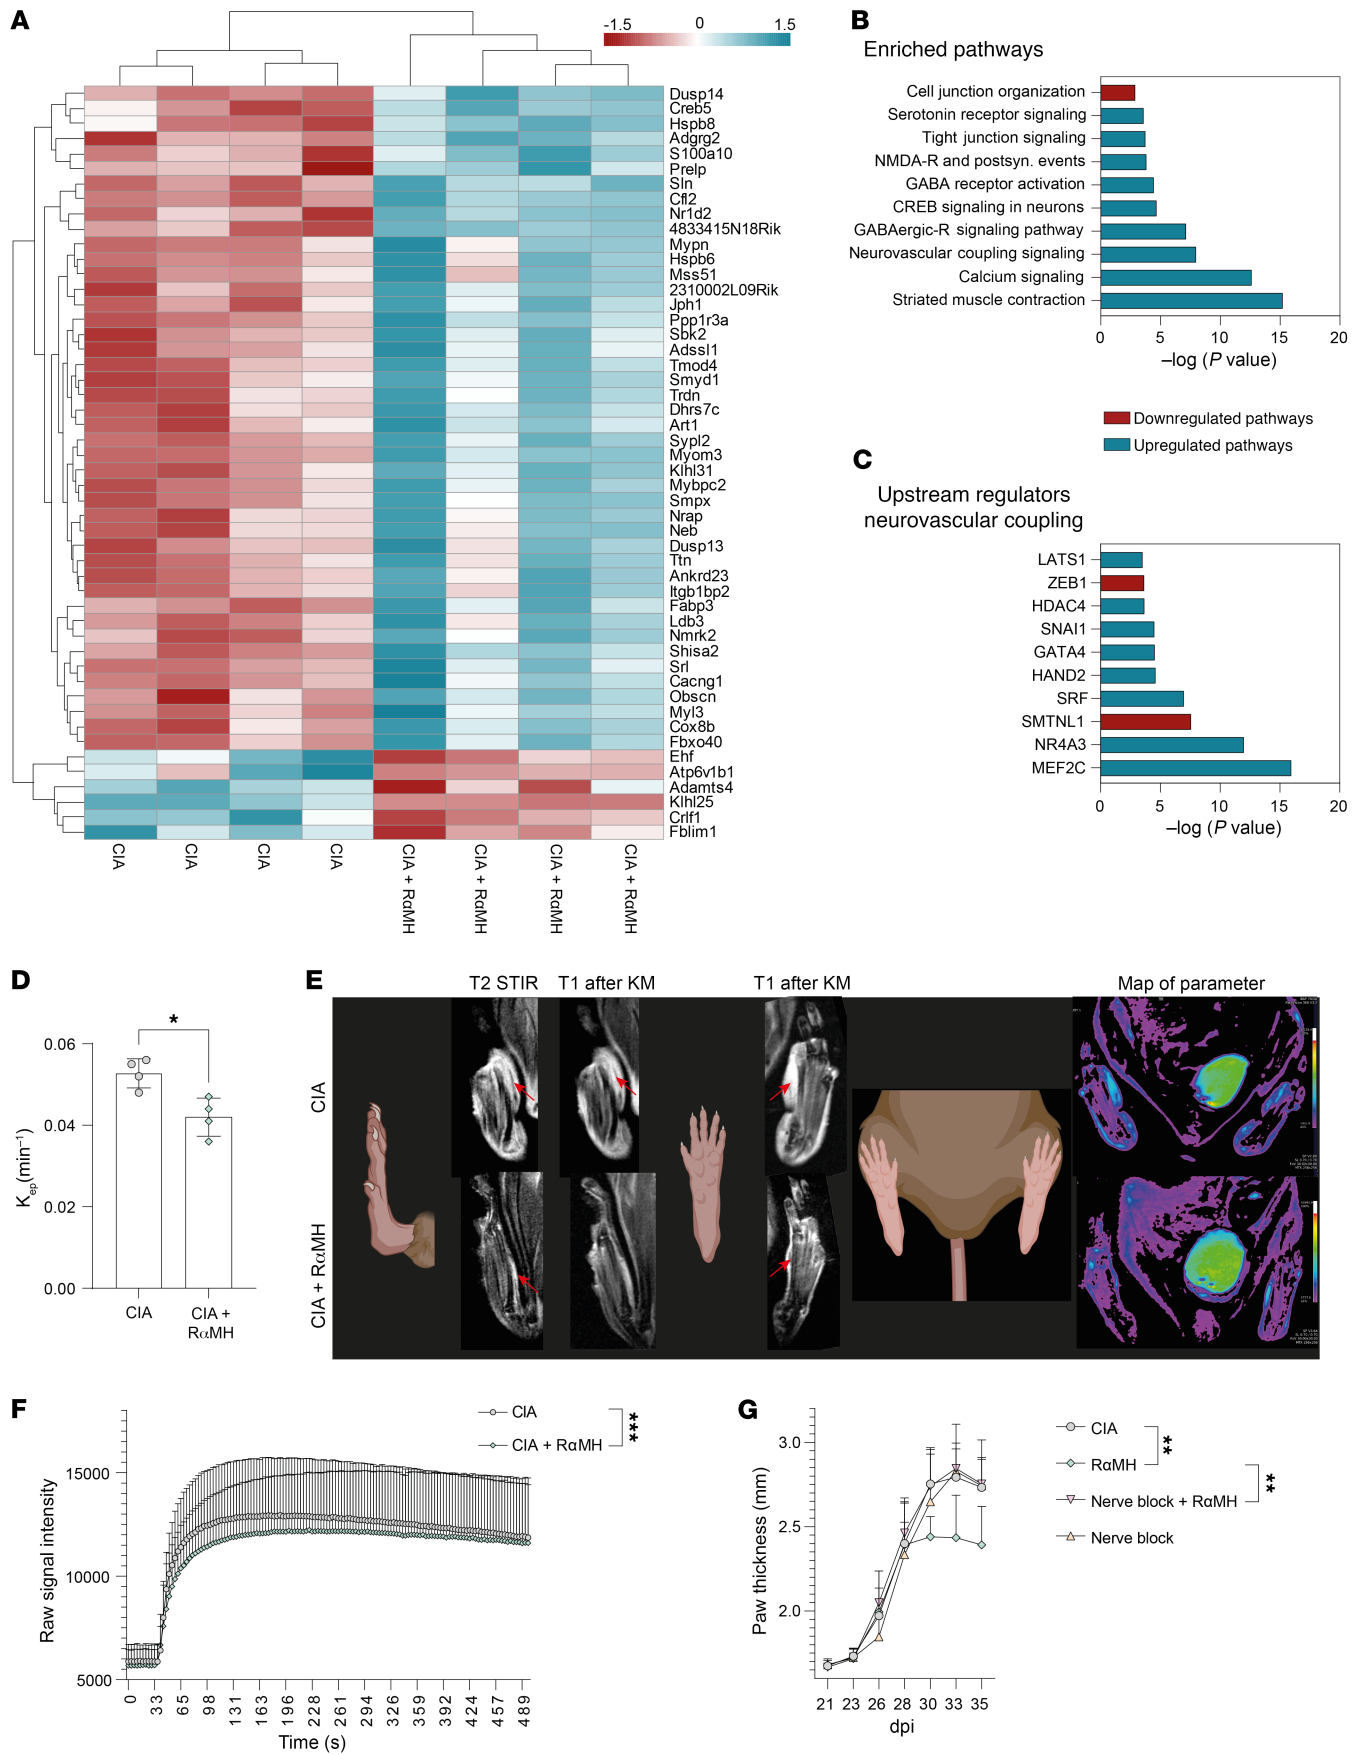 A
-1.5
0
1.5
Dusp14
Creb5
Hspb8
Adgrg2
S100a10
Prelp
Sln
Cfl2
Nr1d2
4833415N18Rik
Mypn
Hspb6
Mss51
2310002L09Rik
Jph1
Ppp1r3a
Sbk2
Adssl1
Tmod4
Smyd1
Trdn
Dhrs7c
Art1
Sypl2
Myom3
Klhl31
Mybpc2
Smpx
Nrap
Neb
Dusp13
Ttn
Ankrd23
Itgb1bp2
Fabp3
Ldb3
Nmrk2
Shisa2
Srl
Cacng1
Obscn
Myl3
Cox8b
Fbxo40
Ehf
Atp6v1b1
Adamts4
Klhl25
Crlf1
Fblim1
CIA
CIA
CIA
CIA
CIA + RαMH
CIA + RαMH
CIA + RαMH
CIA + RαMH
B
Enriched pathways
Cell junction organization
Serotonin receptor signaling
Tight junction signaling
NMDA-R and postsyn. events
GABA receptor activation
CREB signaling in neurons
GABAergic-R signaling pathway
Neurovascular coupling signaling
Calcium signaling
Striated muscle contraction
0 5 10 15 20
–log (P value)
Downregulated pathways
Upregulated pathways
C
Upstream regulators
neurovascular coupling
LATS1
ZEB1
HDAC4
SNAI1
GATA4
HAND2
SRF
SMTNL1
NR4A3
MEF2C
0 5 10 15 20
–log (P value)
D
*
0.06
0.04
0.02
0.00
Kep(min–1)
CIA
CIA +
RαMH
E
T2 STIR
T1 after KM
T1 after KM
Map of parameter
CIA
CIA + RαMH
F
CIA
CIA + RαMH
***
15000
10000
5000
Raw signal intensity
0 33 65 98 131 163 196 228 261 294 326 359 392 424 457 489
Time (s)
G
CIA
RαMH
Nerve block + RαMH
Nerve block
**
**
3.0
2.5
2.0
Paw thickness (mm)
21 23 26 28 30 33 35
dpi